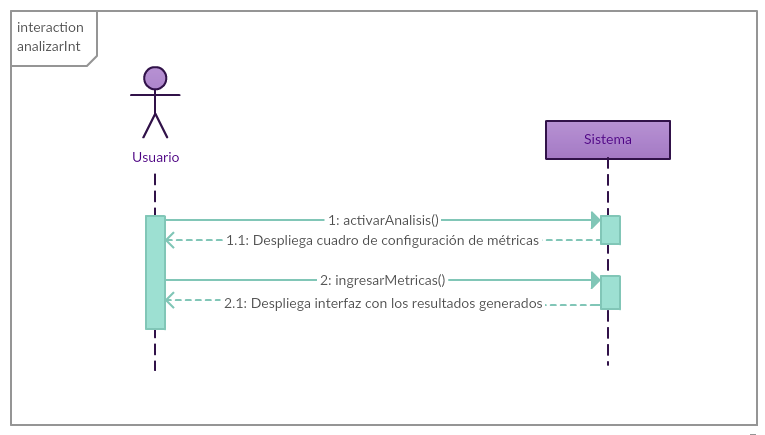 interaction
analizarInt
Usuario
Sistema
1: activarAnalisis()
1.1: Despliega cuadro de configuración de métricas
2: ingresarMetricas()
2.1: Despliega interfaz con los resultados generados